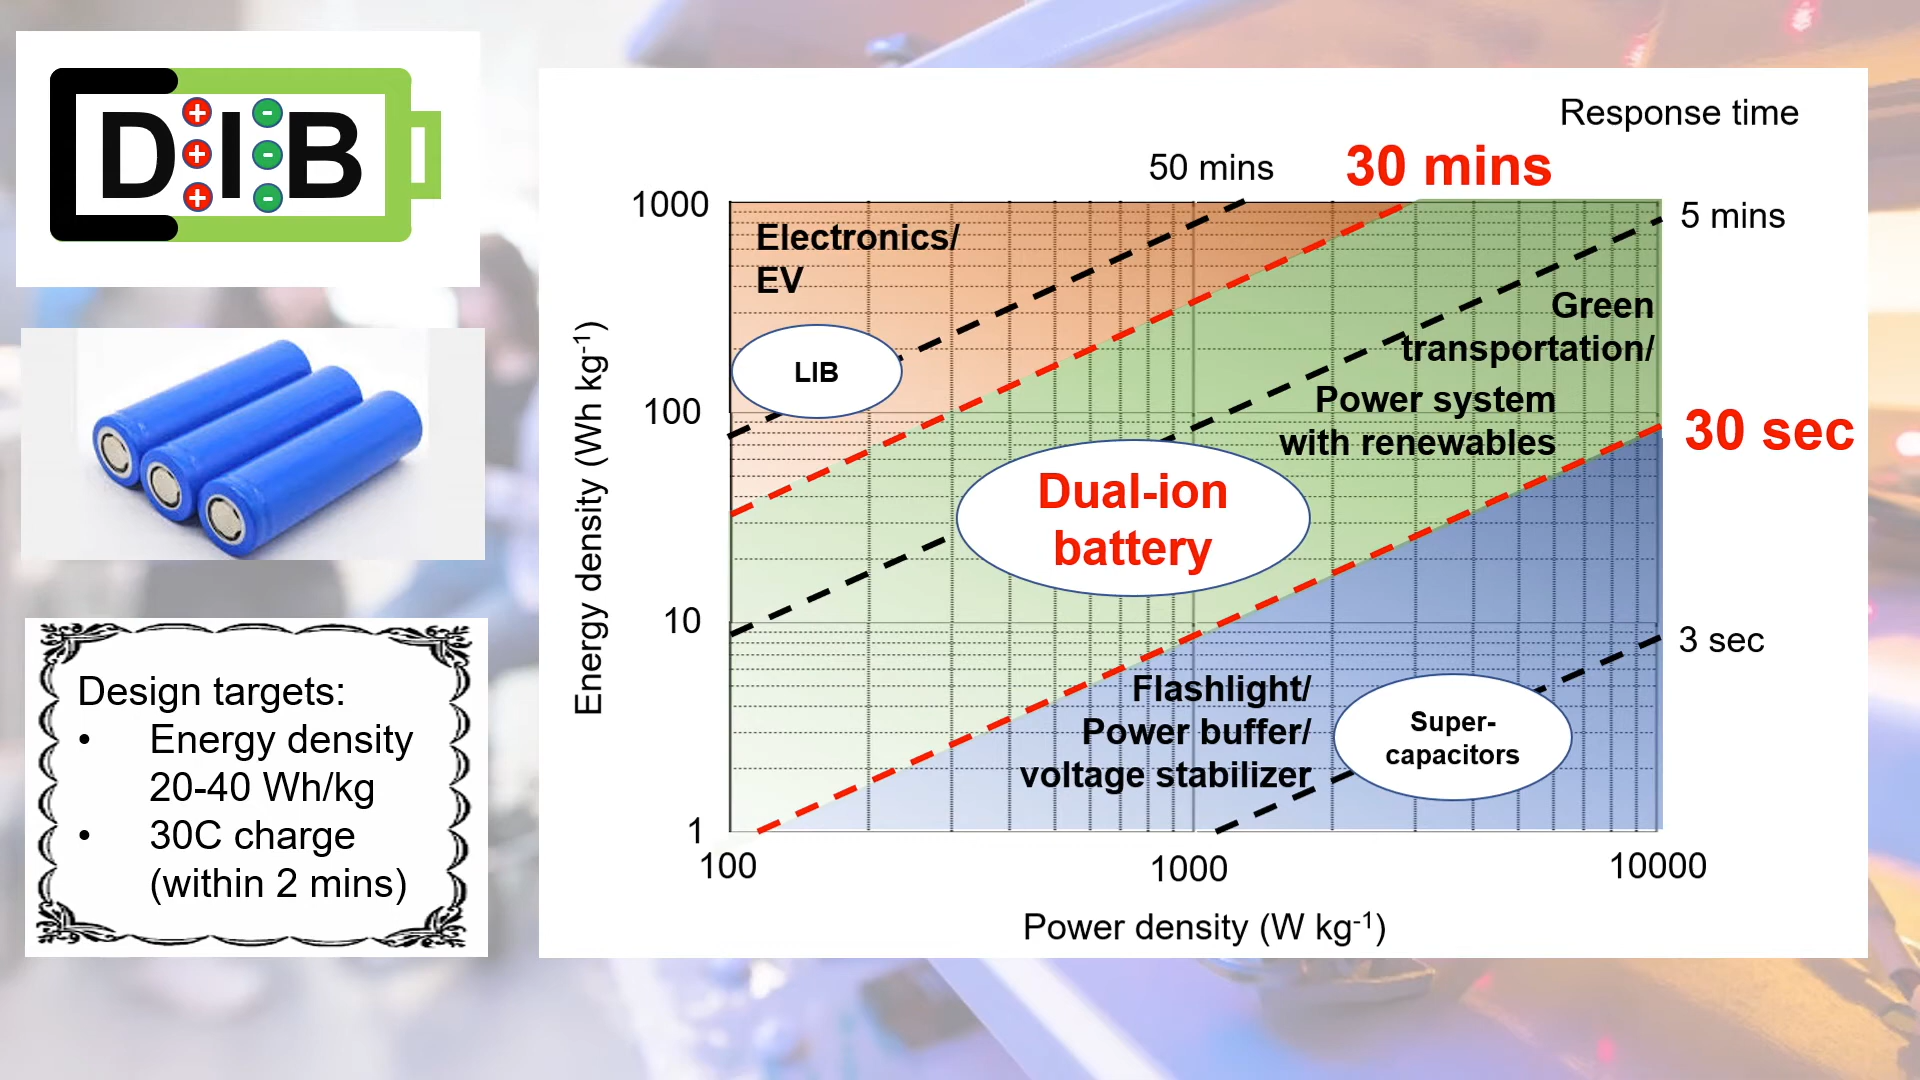 DIB
Design targets:
• Energy density
20-40 Wh/kg
• 30C charge
(within 2 mins)
Response time
50 mins
30 mins
5 mins
30 sec
3 sec
Energy density (Wh kg⁻¹)
1000
100
10
1
Electronics/
EV
LIB
Green
transportation/
Power system
with renewables
Dual-ion
battery
Flashlight/
Power buffer/
voltage stabilizer
Super-
capacitors
100
1000
10000
Power density (W kg⁻¹)